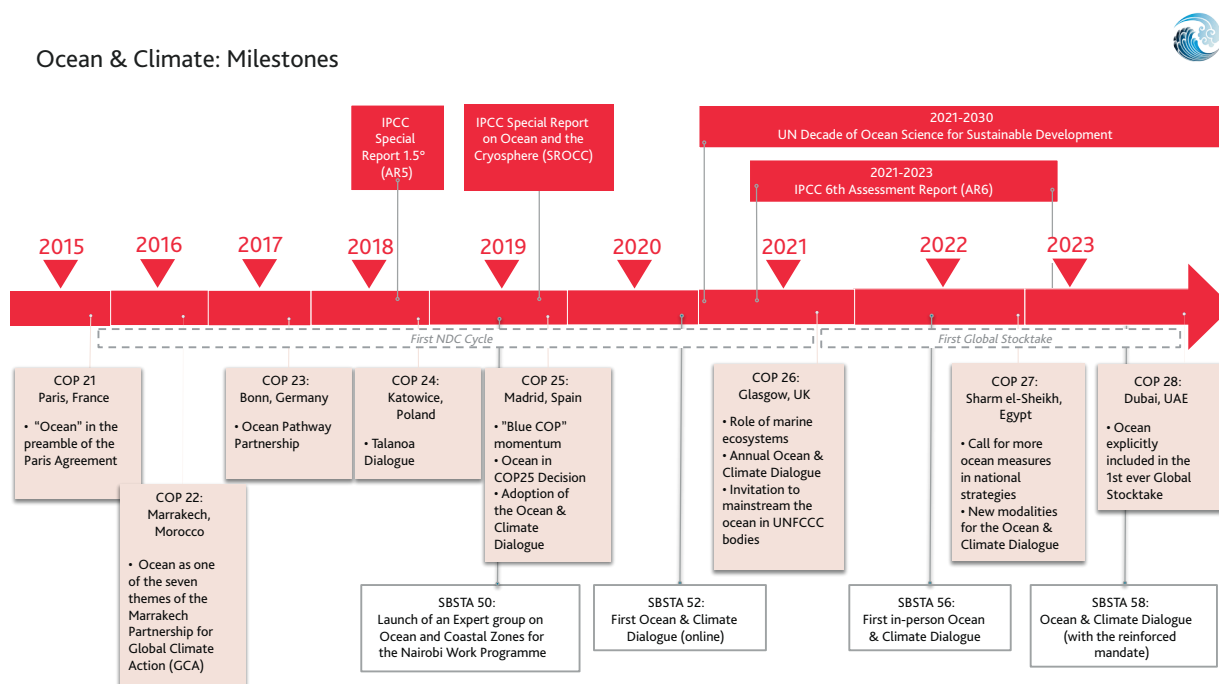 Ocean & Climate: Milestones
IPCC
Special
Report 1.5°
(AR5)
IPCC Special Report
on Ocean and the
Cryosphere (SROCC)
2021-2030
UN Decade of Ocean Science for Sustainable Development
2021-2023
IPCC 6th Assessment Report (AR6)
2015
2016
2017
2018
2019
2020
2021
2022
2023
First NDC Cycle
First Global Stocktake
COP 21
Paris, France
• "Ocean" in the
preamble of the
Paris Agreement
COP 22:
Marrakech,
Morocco
• Ocean as one
of the seven
themes of the
Marrakech
Partnership for
Global Climate
Action (GCA)
COP 23:
Bonn, Germany
• Ocean Pathway
Partnership
COP 24:
Katowice,
Poland
• Talanoa
Dialogue
COP 25:
Madrid, Spain
• "Blue COP"
momentum
• Ocean in
COP25 Decision
• Adoption of
the Ocean &
Climate
Dialogue
COP 26:
Glasgow, UK
• Role of marine
ecosystems
• Annual Ocean &
Climate Dialogue
• Invitation to
mainstream the
ocean in UNFCCC
bodies
COP 27:
Sharm el-Sheikh,
Egypt
• Call for more
ocean measures
in national
strategies
• New modalities
for the Ocean &
Climate Dialogue
COP 28:
Dubai, UAE
• Ocean
explicitly
included in the
1st ever Global
Stocktake
SBSTA 50:
Launch of an Expert group on
Ocean and Coastal Zones for
the Nairobi Work Programme
SBSTA 52:
First Ocean & Climate
Dialogue (online)
SBSTA 56:
First in-person Ocean
& Climate Dialogue
SBSTA 58:
Ocean & Climate Dialogue
(with the reinforced
mandate)